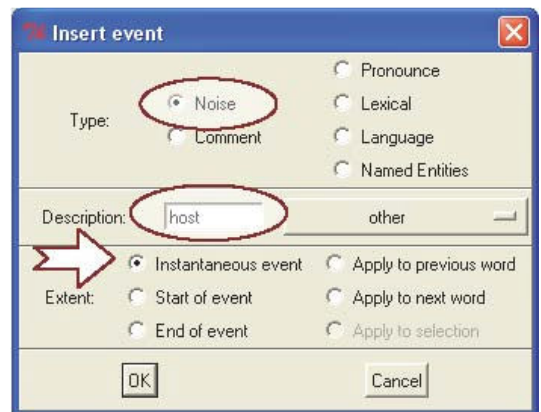 Insert event
Type:
Noise
Comment
Pronounce
Lexical
Language
Named Entities
Description:
host
other
Extent:
Instantaneous event
Start of event
End of event
Apply to previous word
Apply to next word
Apply to selection
OK
Cancel